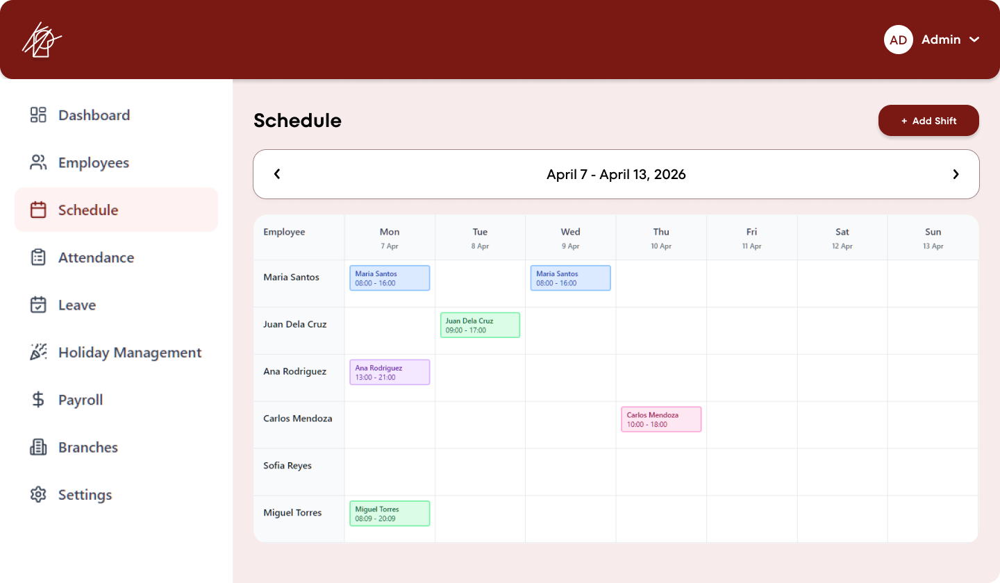 AD Admin
Dashboard
Employees
Schedule
Attendance
Leave
Holiday Management
Payroll
Branches
Settings
Schedule
+ Add Shift
April 7 - April 13, 2026
Employee Mon Tue Wed Thu Fri Sat Sun
7 Apr 8 Apr 9 Apr 10 Apr 11 Apr 12 Apr 13 Apr
Maria Santos
Maria Santos
08:00 - 16:00
Maria Santos
08:00 - 16:00
Juan Dela Cruz
Juan Dela Cruz
09:00 - 17:00
Ana Rodriguez
Ana Rodriguez
13:00 - 21:00
Carlos Mendoza
Carlos Mendoza
10:00 - 18:00
Sofia Reyes
Miguel Torres
Miguel Torres
08:09 - 20:09